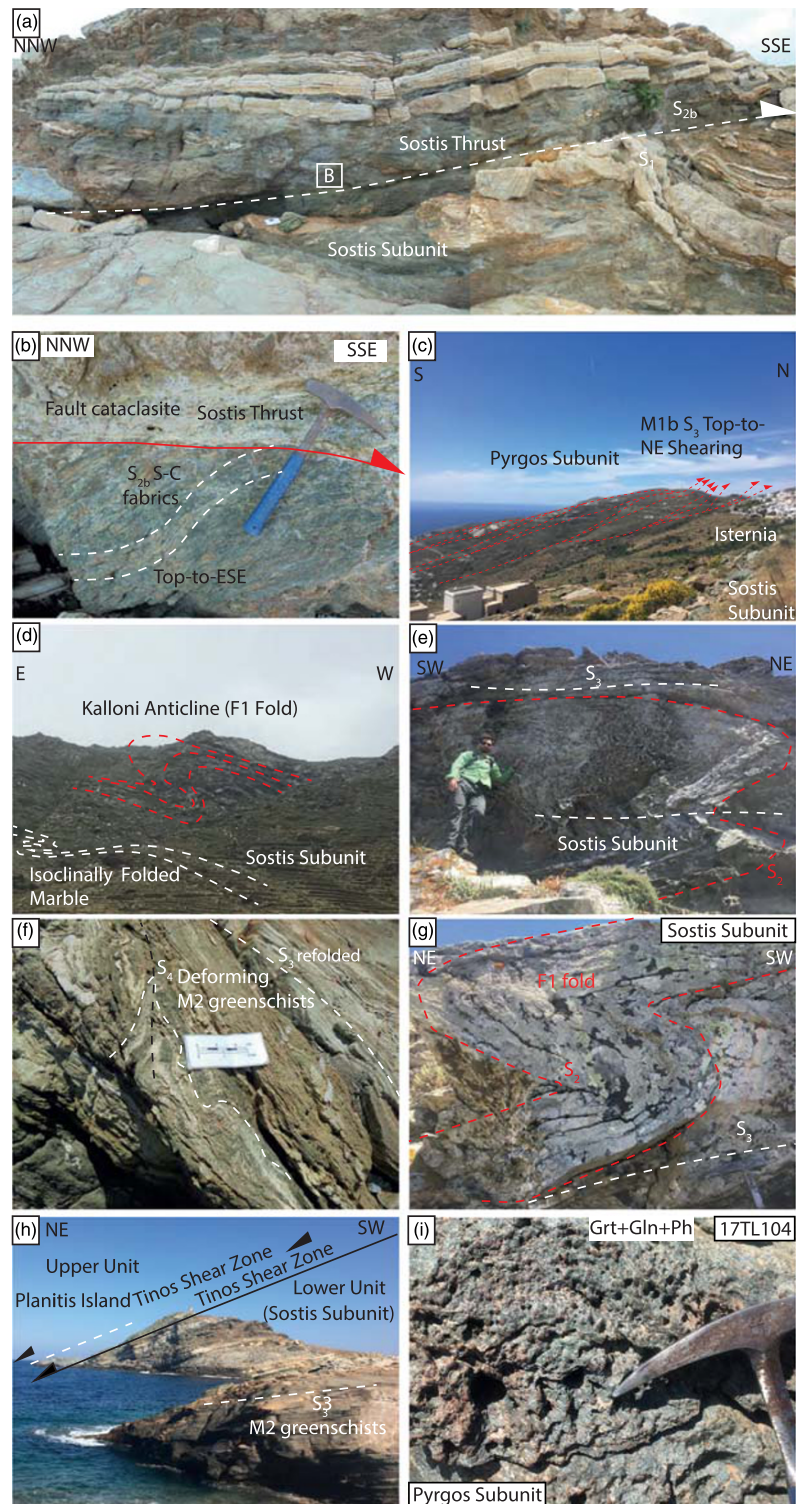 (a)
NNW
SSE
S2b
Sostis Thrust
S1
B
Sostis Subunit
(b) NNW
SSE
Fault cataclasite
Sostis Thrust
S2b S-C
fabrics
Top-to-ESE
(c)
S
N
M1b S3 Top-to-
NE Shearing
Pyrgos Subunit
Isternia
Sostis
Subunit
(d)
E
W
Kalloni Anticline (F1 Fold)
Sostis Subunit
Isoclinally Folded
Marble
(e)
SW
NE
S3
Sostis Subunit
(f)
S3 refolded
S4 Deforming
M2 greenschists
(g)
Sostis Subunit
NE
SW
F1 fold
S3
(h)
NE
SW
Upper Unit
Tinos Shear Zone
Tinos Shear Zone
Planitis Island
Lower Unit
(Sostis Subunit)
S3
M2 greenschists
(i)
Grt+Gln+Ph
17TL104
Pyrgos Subunit